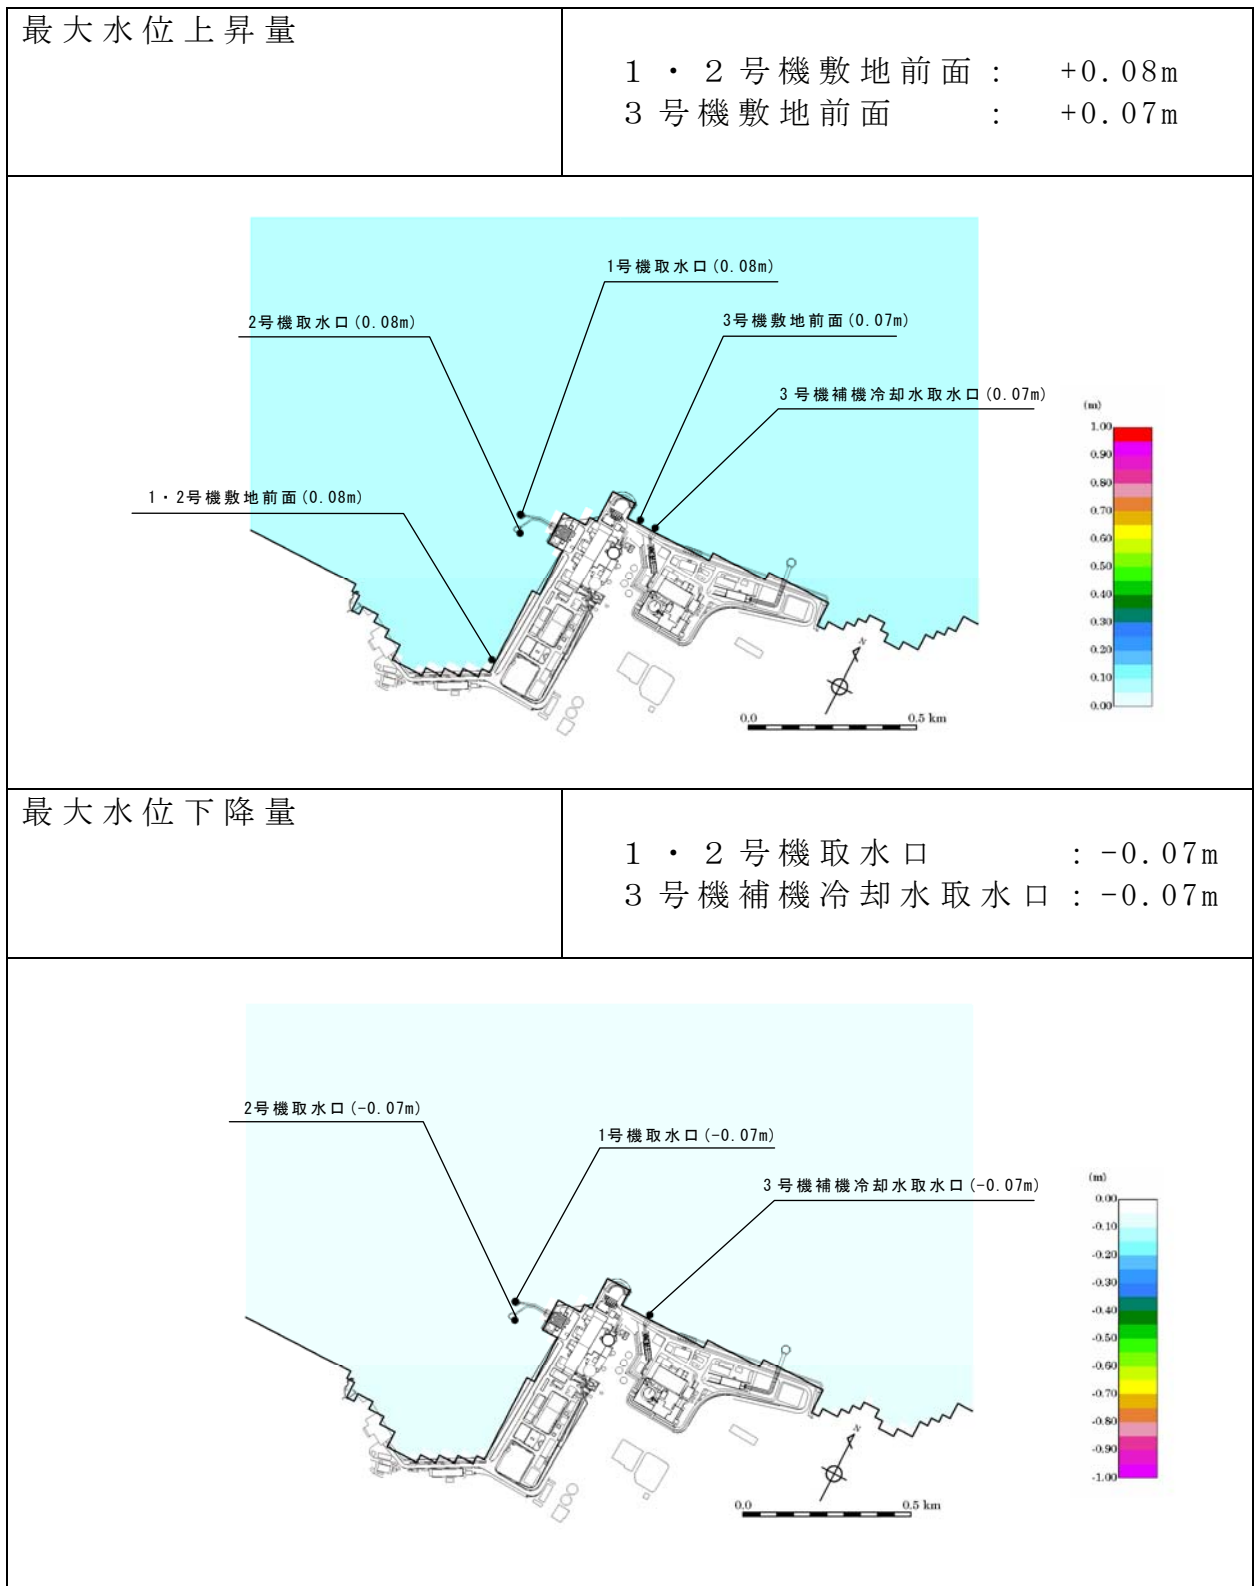 最大水位上昇量
1・2号機敷地前面: +0.08m
3号機敷地前面 : +0.07m
1号機取水口(0.08m)
2号機取水口(0.08m)
3号機敷地前面(0.07m)
3号機補機冷却水取水口(0.07m)
1・2号機敷地前面(0.08m)
(m)
1.00
0.90
0.80
0.70
0.60
0.50
0.40
0.30
0.20
0.10
0.00
N
0.0 0.5 km
最大水位下降量
1・2号機取水口 : -0.07m
3号機補機冷却水取水口: -0.07m
2号機取水口(-0.07m)
1号機取水口(-0.07m)
3号機補機冷却水取水口(-0.07m)
(m)
0.00
-0.10
-0.20
-0.30
-0.40
-0.50
-0.60
-0.70
-0.80
-0.90
-1.00
N
0.0 0.5 km